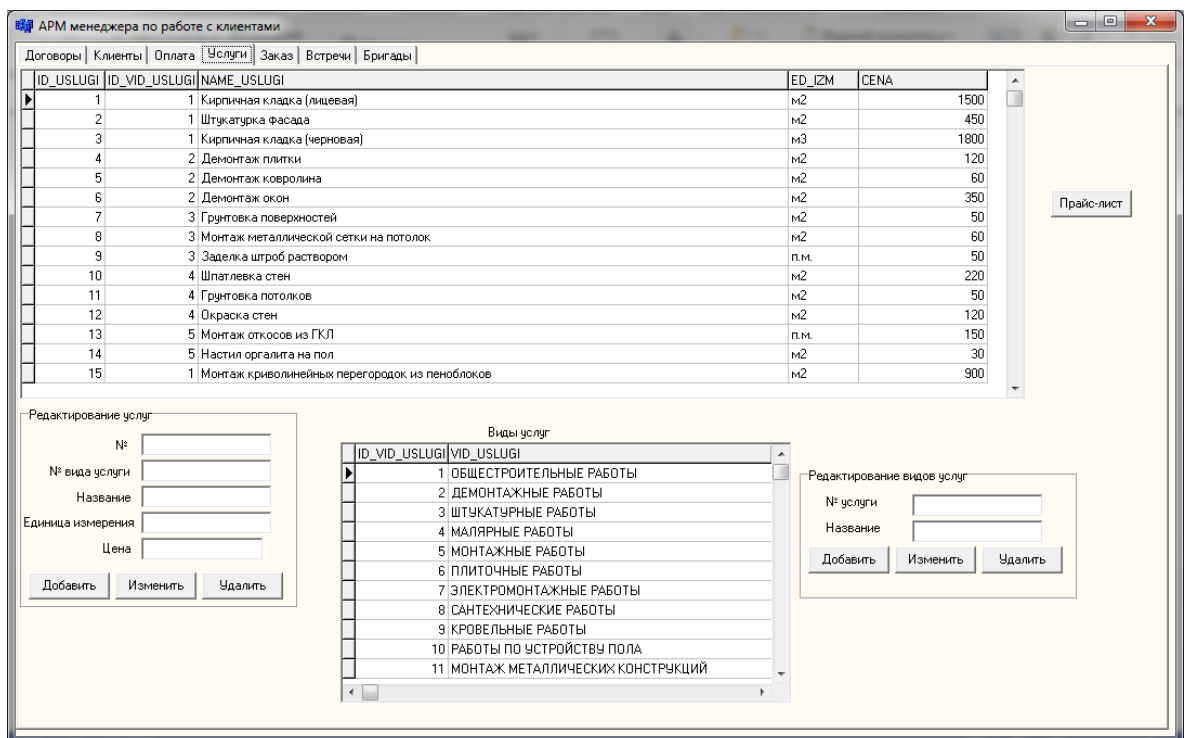 АРМ менеджера по работе с клиентами
Договоры Клиенты Оплата Услуги Заказ Встречи Бригады
ID_USLUGI ID_VID_USLUGI NAME_USLUGI ED_IZM CENA
1 1 Кирпичная кладка (лицевая) м2 1500
2 1 Штукатурка фасада м2 450
3 1 Кирпичная кладка (черновая) м3 1800
4 2 Демонтаж плитки м2 120
5 2 Демонтаж ковролина м2 60
6 2 Демонтаж окон м2 350
7 3 Грунтовка поверхностей м2 50
8 3 Монтаж металлической сетки на потолок м2 60
9 3 Заделка штроб раствором п.м. 50
10 4 Шпатлевка стен м2 220
11 4 Грунтовка потолков м2 50
12 4 Окраска стен м2 120
13 5 Монтаж откосов из ГКЛ п.м. 150
14 5 Настил оргалита на пол м2 30
15 1 Монтаж криволинейных перегородок из пеноблоков м2 900
Прайс-лист
Редактирование услуг
№
№ вида услуги
Название
Единица измерения
Цена
Добавить Изменить Удалить
Виды услуг
ID_VID_USLUGI VID_USLUGI
1 ОБЩЕСТРОИТЕЛЬНЫЕ РАБОТЫ
2 ДЕМОНТАЖНЫЕ РАБОТЫ
3 ШТУКАТУРНЫЕ РАБОТЫ
4 МАЛЯРНЫЕ РАБОТЫ
5 МОНТАЖНЫЕ РАБОТЫ
6 ПЛИТОЧНЫЕ РАБОТЫ
7 ЭЛЕКТРОМОНТАЖНЫЕ РАБОТЫ
8 САНТЕХНИЧЕСКИЕ РАБОТЫ
9 КРОВЕЛЬНЫЕ РАБОТЫ
10 РАБОТЫ ПО УСТРОЙСТВУ ПОЛА
11 МОНТАЖ МЕТАЛЛИЧЕСКИХ КОНСТРУКЦИЙ
Редактирование видов услуг
№ услуги
Название
Добавить Изменить Удалить